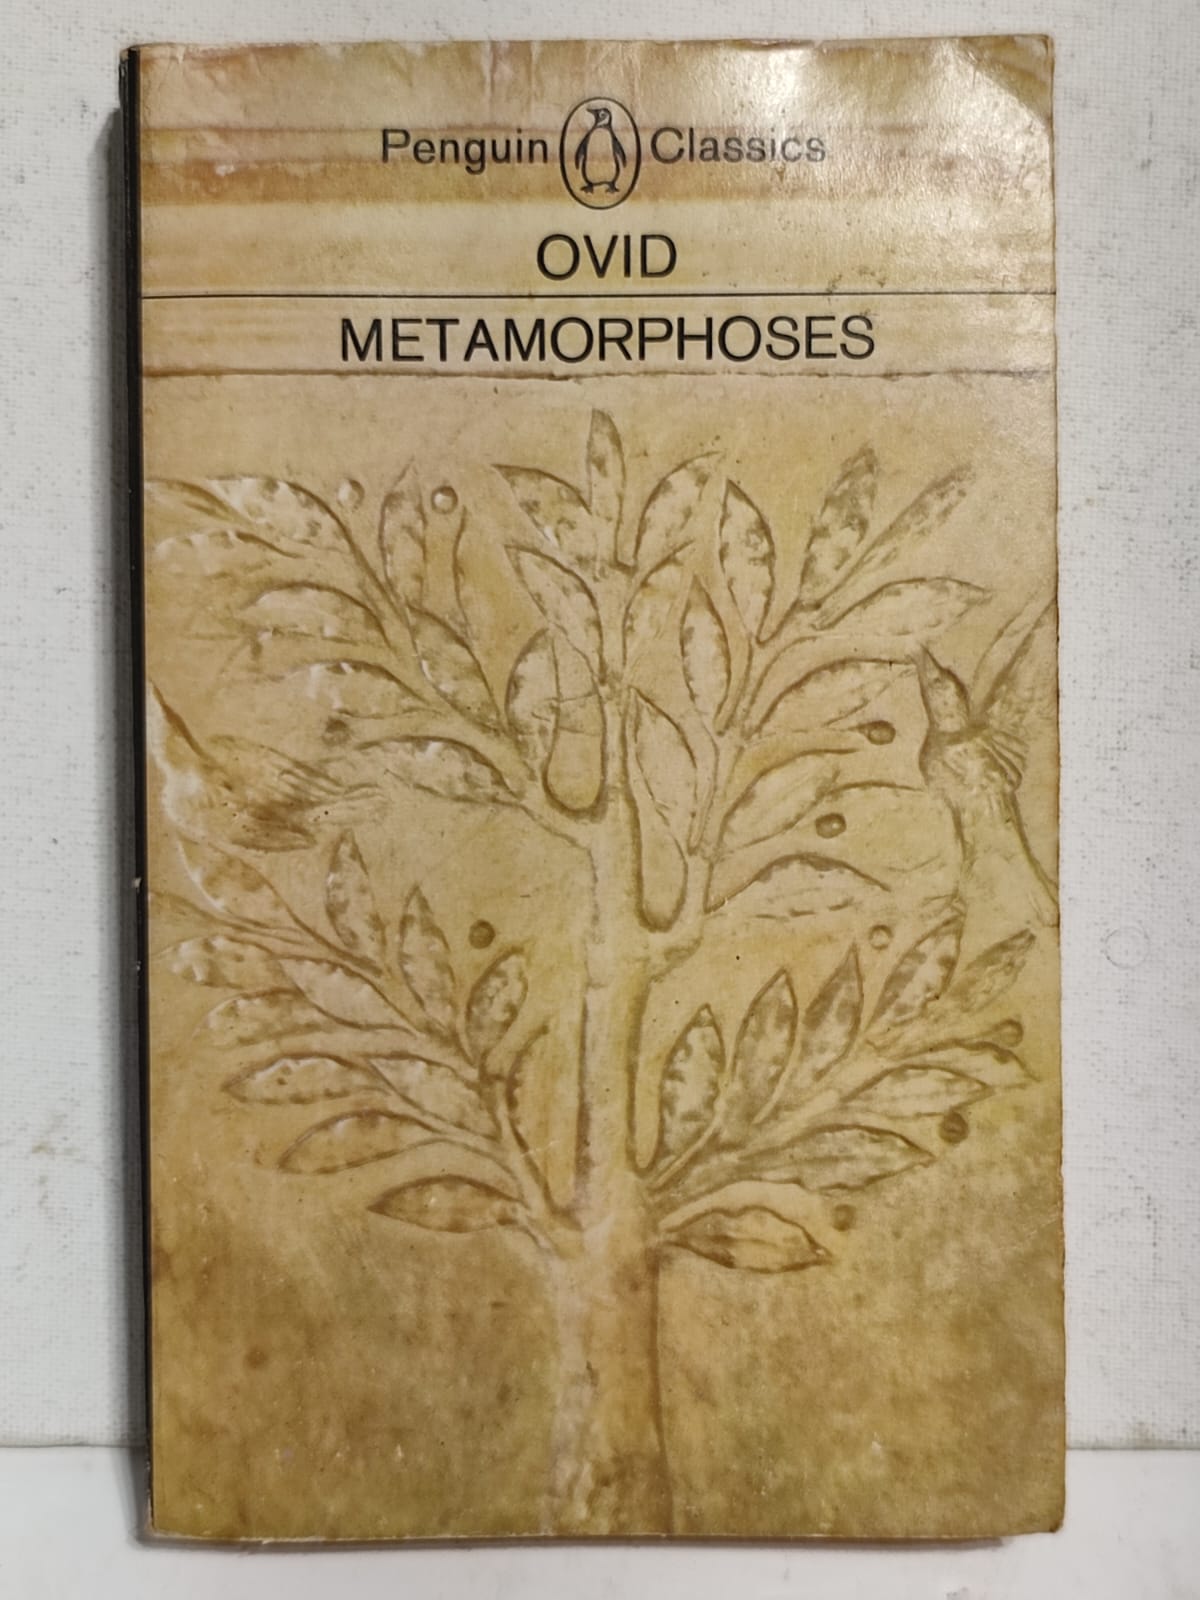 Penguin Classics
OVID
METAMORPHOSES